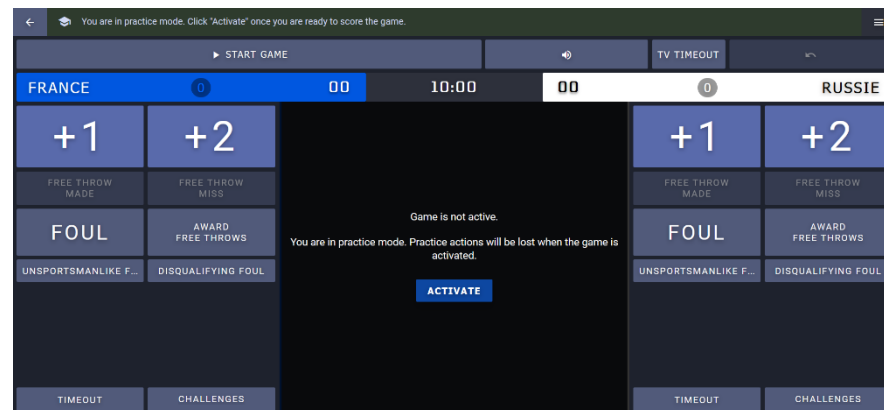 You are in practice mode. Click "Activate" once you are ready to score the game.
START GAME
TV TIMEOUT
FRANCE 0 00 10:00 00 0 RUSSIE
+1 +2 +1 +2
FREE THROW MADE FREE THROW MISS FREE THROW MADE FREE THROW MISS
Game is not active.
FOUL AWARD FREE THROWS FOUL AWARD FREE THROWS
You are in practice mode. Practice actions will be lost when the game is
activated.
UNSPORTSMANLIKE F... DISQUALIFYING FOUL UNSPORTSMANLIKE F... DISQUALIFYING FOUL
ACTIVATE
TIMEOUT CHALLENGES TIMEOUT CHALLENGES